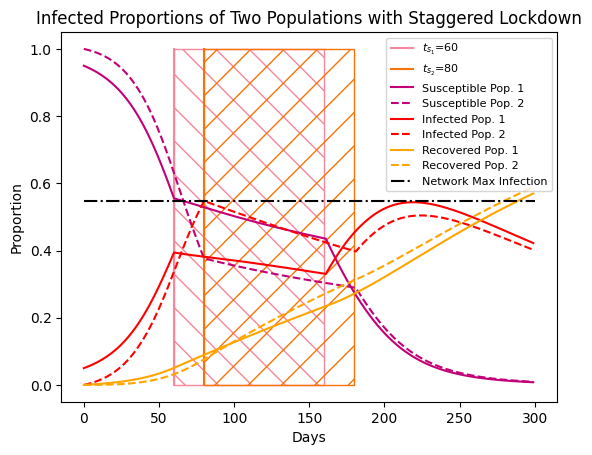 Infected Proportions of Two Populations with Staggered Lockdown
Proportion
1.0
0.8
0.6
0.4
0.2
0.0
0
50
100
150
200
250
300
Days
t_{s_1}=60
t_{s_2}=80
Susceptible Pop. 1
Susceptible Pop. 2
Infected Pop. 1
Infected Pop. 2
Recovered Pop. 1
Recovered Pop. 2
Network Max Infection